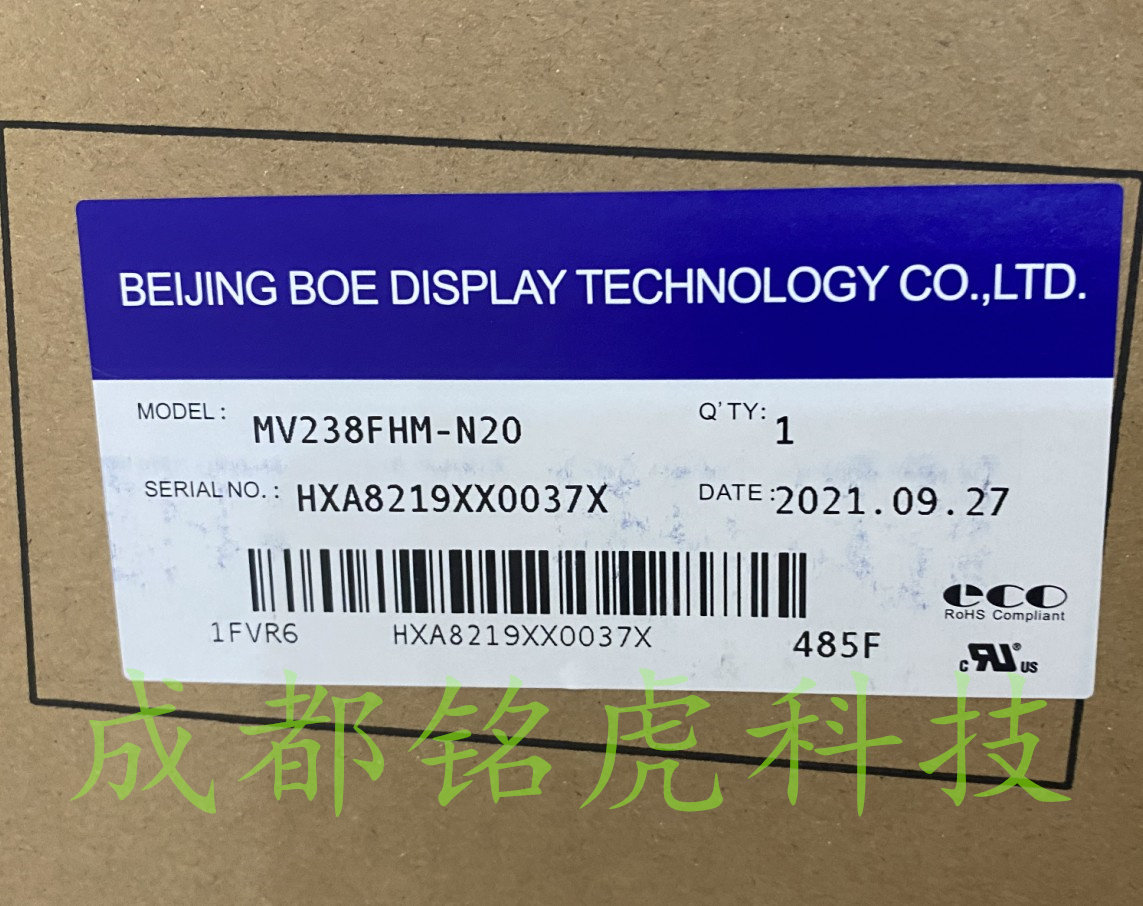 BEIJING BOE DISPLAY TECHNOLOGY CO.,LTD.
MODEL: MV238FHM-N20 Q'TY: 1
SERIAL NO.: HXA8219XX0037X DATE:2021.09.27
1FVR6 HXA8219XX0037X 485F
eco
RoHS Compliant
c RU® US
成都铭虎科技